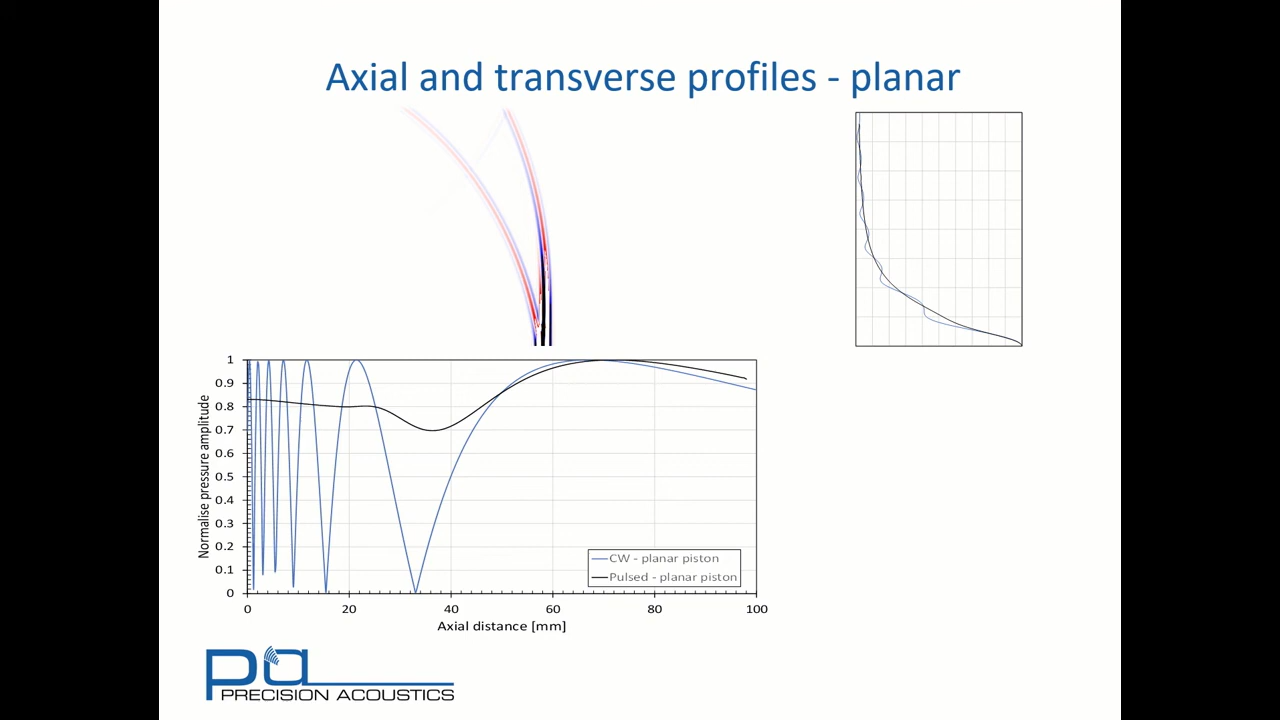 Axial and transverse profiles - planar
Normalise pressure amplitude
1
0.9
0.8
0.7
0.6
0.5
0.4
0.3
0.2
0.1
0
CW - planar piston
Pulsed - planar piston
0 20 40 60 80 100
Axial distance [mm]
pa
PRECISION ACOUSTICS